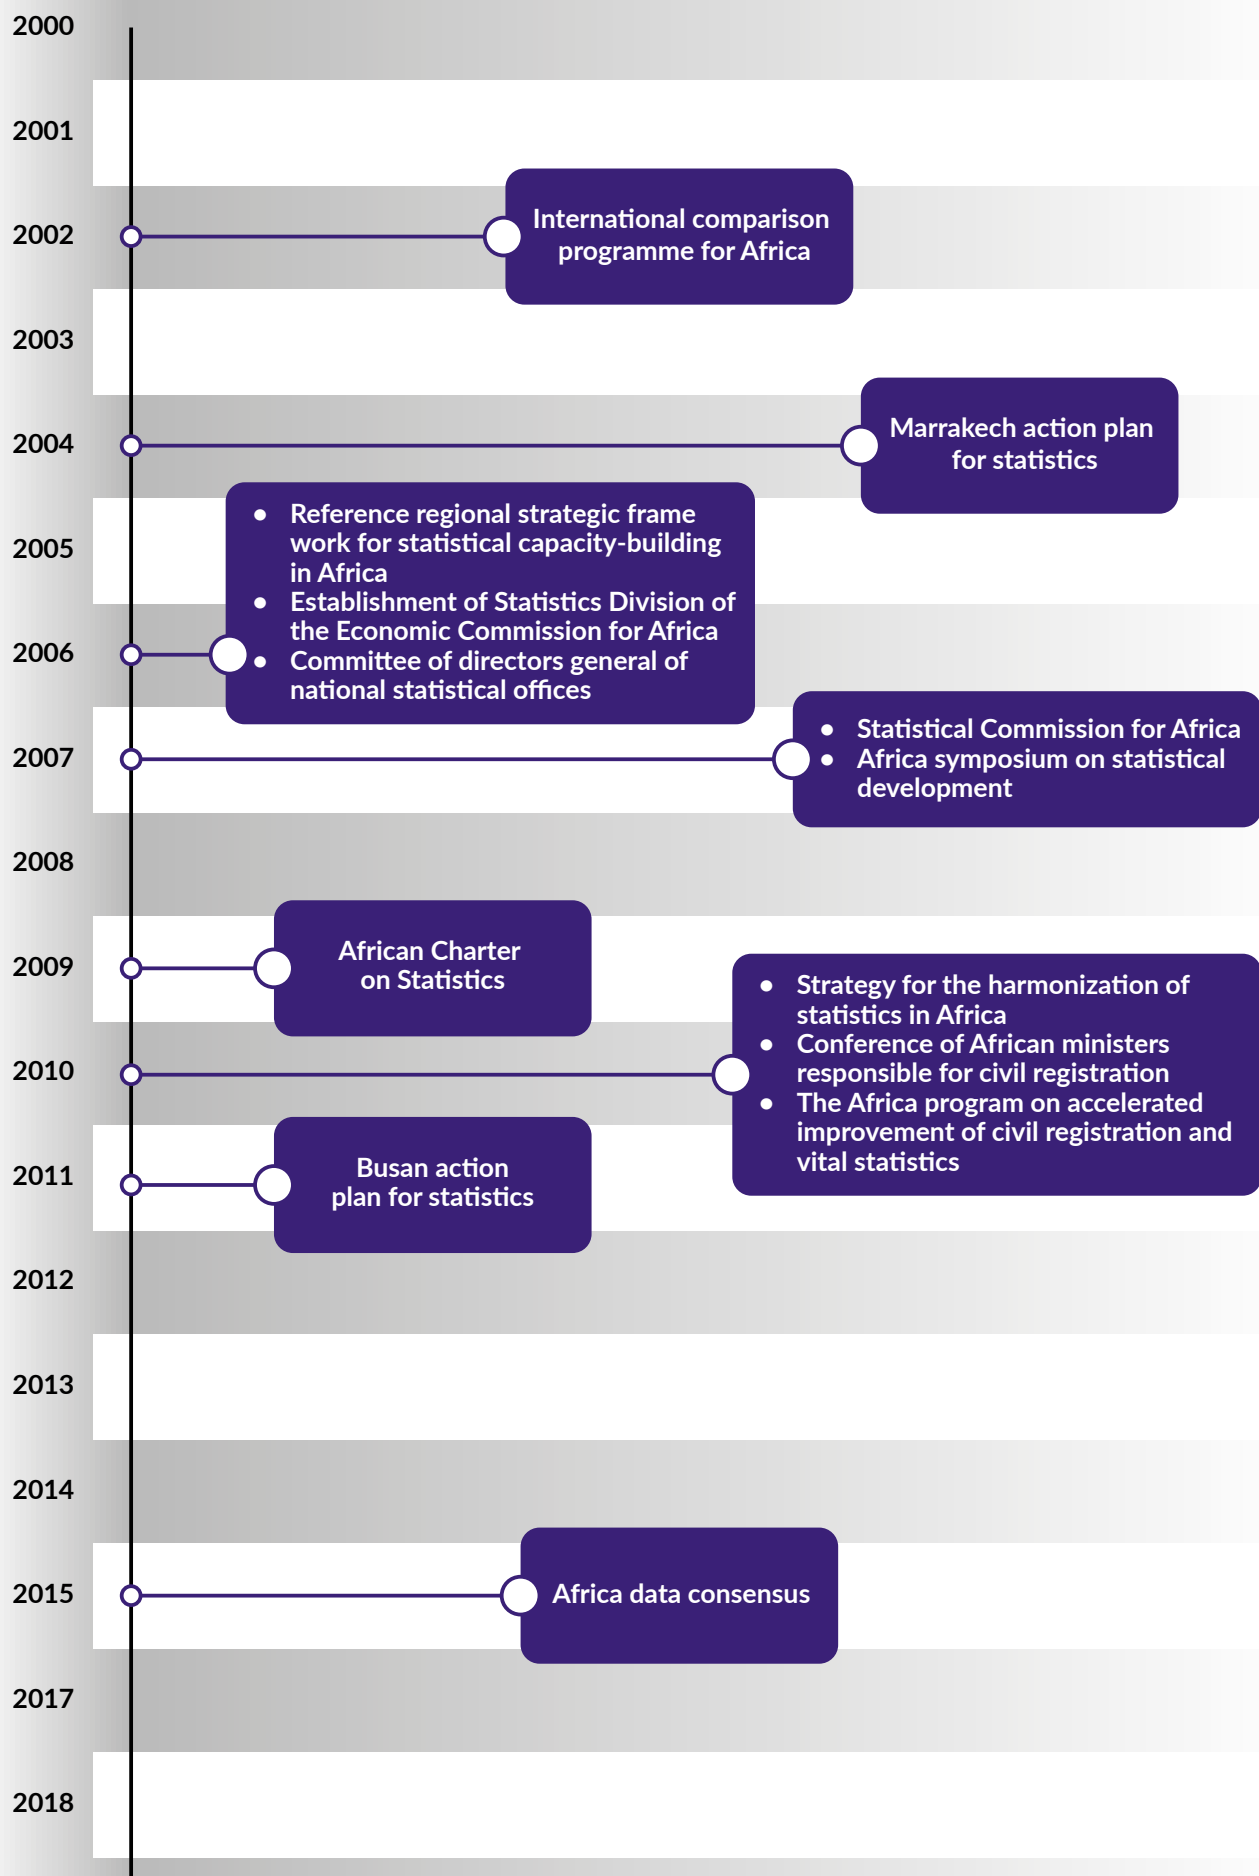 2000
2001
2002
International comparison
programme for Africa
2003
2004
Marrakech action plan
for statistics
2005
● Reference regional strategic frame
work for statistical capacity-building
in Africa
● Establishment of Statistics Division of
the Economic Commission for Africa
2006
● Committee of directors general of
national statistical offices
2007
● Statistical Commission for Africa
● Africa symposium on statistical
development
2008
2009
African Charter
on Statistics
2010
● Strategy for the harmonization of
statistics in Africa
● Conference of African ministers
responsible for civil registration
● The Africa program on accelerated
improvement of civil registration and
vital statistics
2011
Busan action
plan for statistics
2012
2013
2014
2015
Africa data consensus
2017
2018